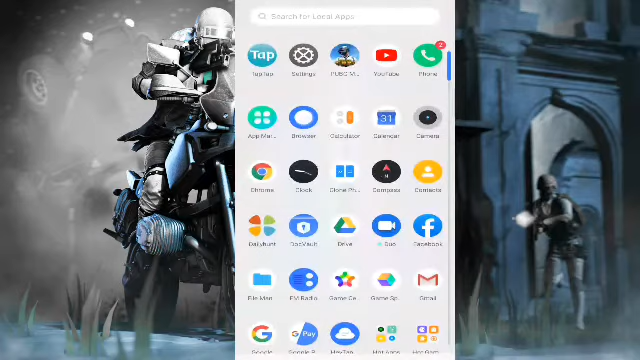 Search for Local Apps
Tap
2
TapTap
Settings
PUBG M...
YouTube
Phone
31
App Mar...
Browser
Calculator
Calendar
Camera
N
Chrome
Clock
Clone Ph...
Compass
Contacts
Dailyhunt
DocVault
Drive
Duo
Facebook
File Man
FM Radio
Game Ce..
Game Sp..
Gmail
G Pay
Google
Google P..
HeyTap
Hot Apps
Hot Gam